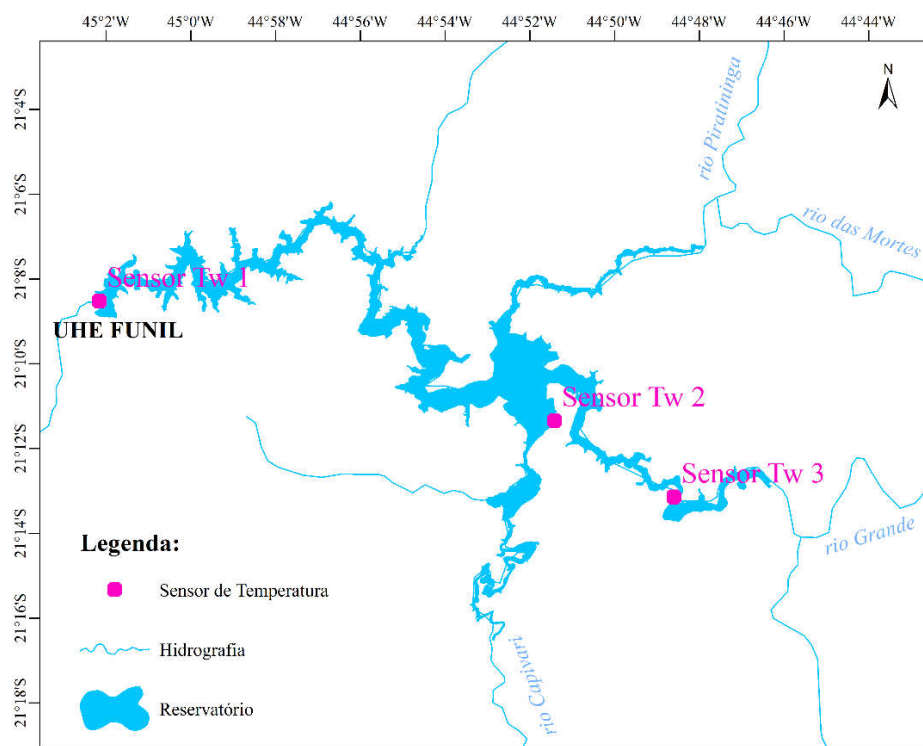 45°2'W
45°0'W
44°58'W
44°56'W
44°54'W
44°52'W
44°51'W
44°50'W
44°48'W
44°46'W
44°44'W
N
21°4'S
21°6'S
21°8'S
21°10'S
21°12'S
21°14'S
21°16'S
21°18'S
rio Piratininga
rio das Mortes
Sensor Tw 1
UHE FUNIL
Sensor Tw 2
Sensor Tw 3
rio Grande
rio Capivari
Legenda:
Sensor de Temperatura
Hidrografia
Reservatório